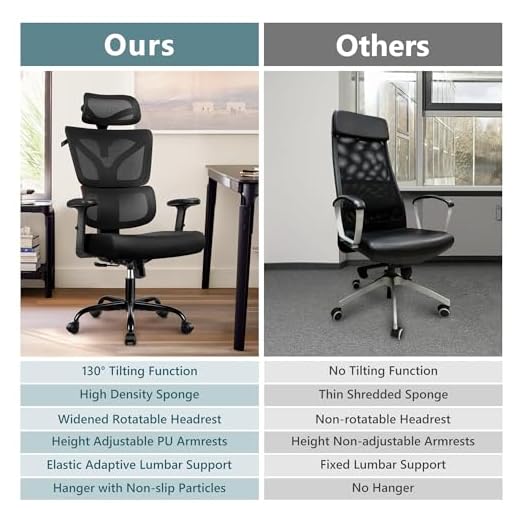 Ours
Others
130° Tilting Function
No Tilting Function
High Density Sponge
Thin Shredded Sponge
Widened Rotatable Headrest
Non-rotatable Headrest
Height Adjustable PU Armrests
Height Non-adjustable Armrests
Elastic Adaptive Lumbar Support
Fixed Lumbar Support
Hanger with Non-slip Particles
No Hanger